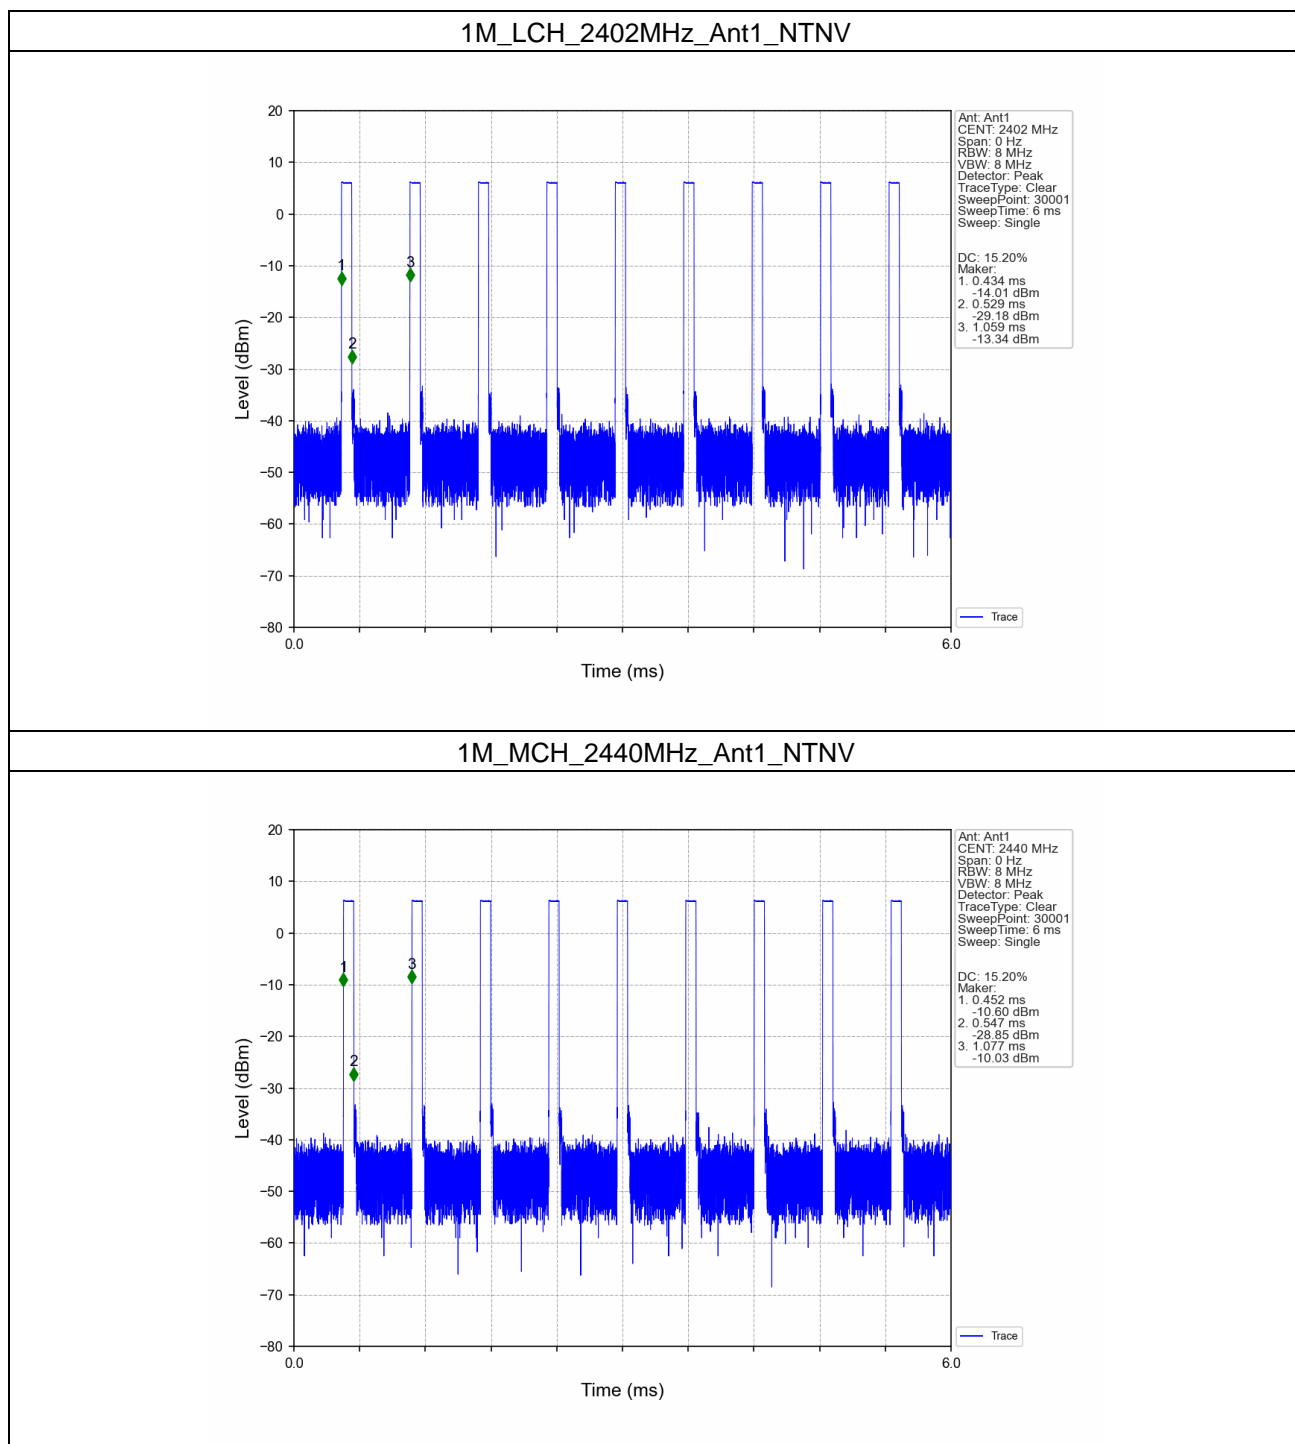 1M_LCH_2402MHz_Ant1_NTNV
20
10
0
−10
−20
−30
−40
−50
−60
−70
−80
Level (dBm)
1
2
3
0.0
6.0
Time (ms)
Ant: Ant1
CENT: 2402 MHz
Span: 0 Hz
RBW: 8 MHz
VBW: 8 MHz
Detector: Peak
TraceType: Clear
SweepPoint: 30001
SweepTime: 6 ms
Sweep: Single
DC: 15.20%
Maker:
1. 0.434 ms
-14.01 dBm
2. 0.529 ms
-29.18 dBm
3. 1.059 ms
-13.34 dBm
Trace
1M_MCH_2440MHz_Ant1_NTNV
20
10
0
−10
−20
−30
−40
−50
−60
−70
−80
Level (dBm)
1
2
3
0.0
6.0
Time (ms)
Ant: Ant1
CENT: 2440 MHz
Span: 0 Hz
RBW: 8 MHz
VBW: 8 MHz
Detector: Peak
TraceType: Clear
SweepPoint: 30001
SweepTime: 6 ms
Sweep: Single
DC: 15.20%
Maker:
1. 0.452 ms
-10.60 dBm
2. 0.547 ms
-28.85 dBm
3. 1.077 ms
-10.03 dBm
Trace